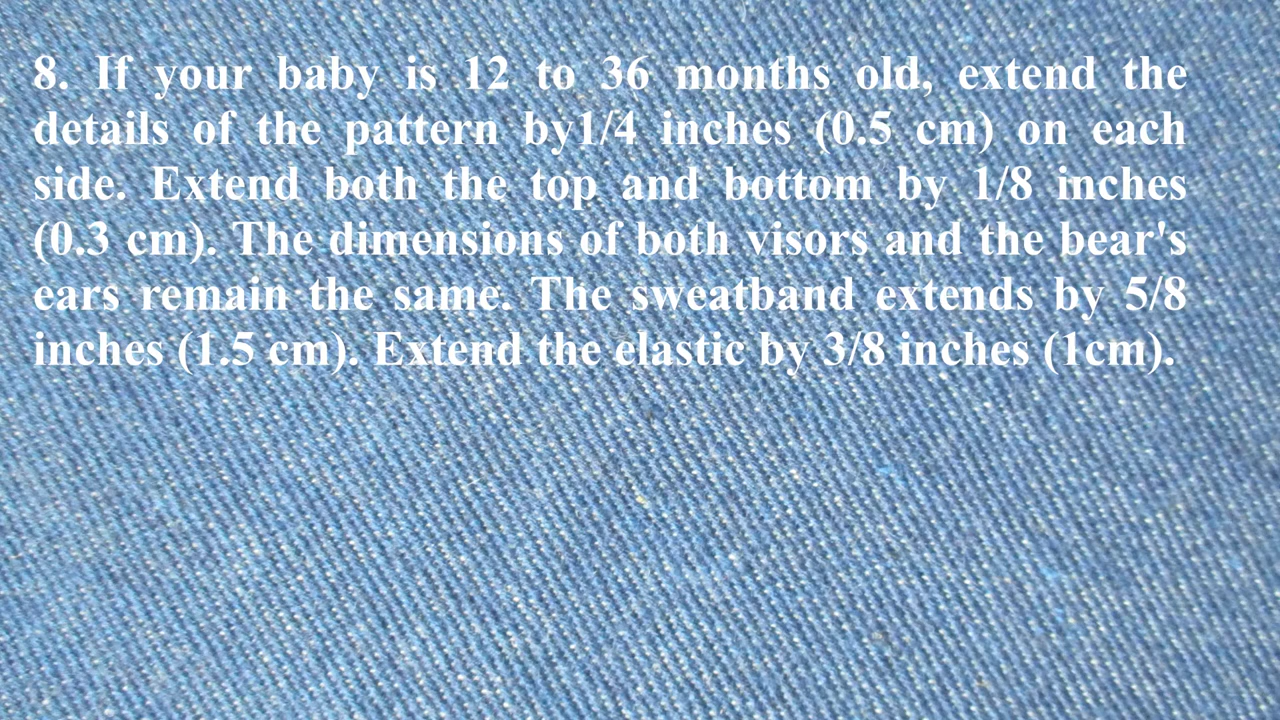 8. If your baby is 12 to 36 months old, extend the
details of the pattern by1/4 inches (0.5 cm) on each
side. Extend both the top and bottom by 1/8 inches
(0.3 cm). The dimensions of both visors and the bear's
ears remain the same. The sweatband extends by 5/8
inches (1.5 cm). Extend the elastic by 3/8 inches (1cm).